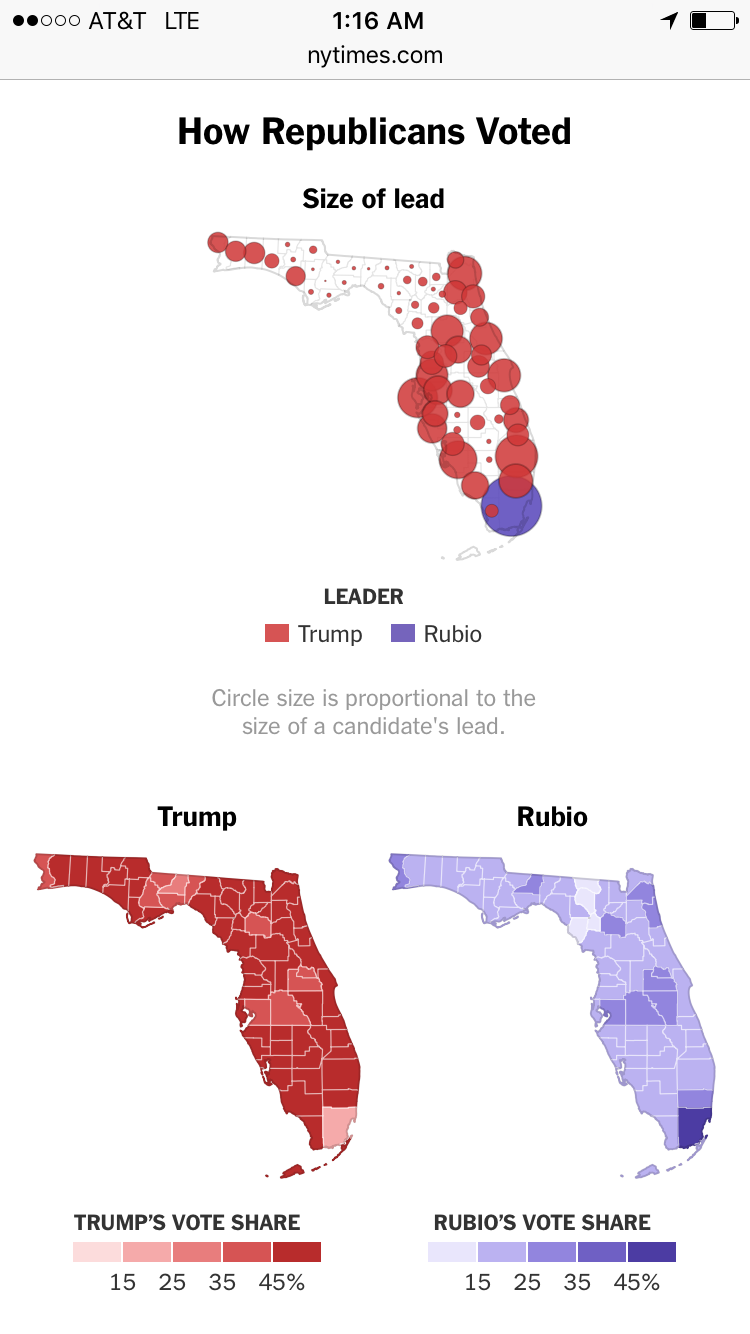 AT&T LTE 1:16 AM
nytimes.com
How Republicans Voted
Size of lead
LEADER
Trump Rubio
Circle size is proportional to the
size of a candidate's lead.
Trump Rubio
TRUMP'S VOTE SHARE RUBIO'S VOTE SHARE
15 25 35 45% 15 25 35 45%